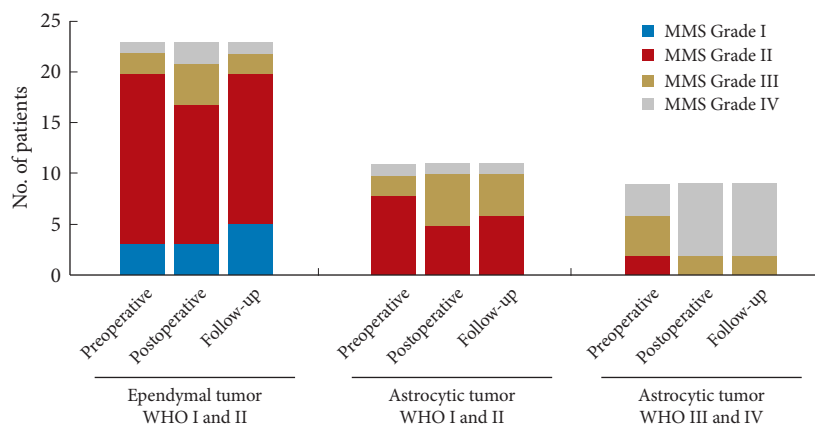 25
20
15
10
5
0
No. of patients
MMS Grade I
MMS Grade II
MMS Grade III
MMS Grade IV
Preoperative
Postoperative
Follow-up
Preoperative
Postoperative
Follow-up
Preoperative
Postoperative
Follow-up
Ependymal tumor
WHO I and II
Astrocytic tumor
WHO I and II
Astrocytic tumor
WHO III and IV